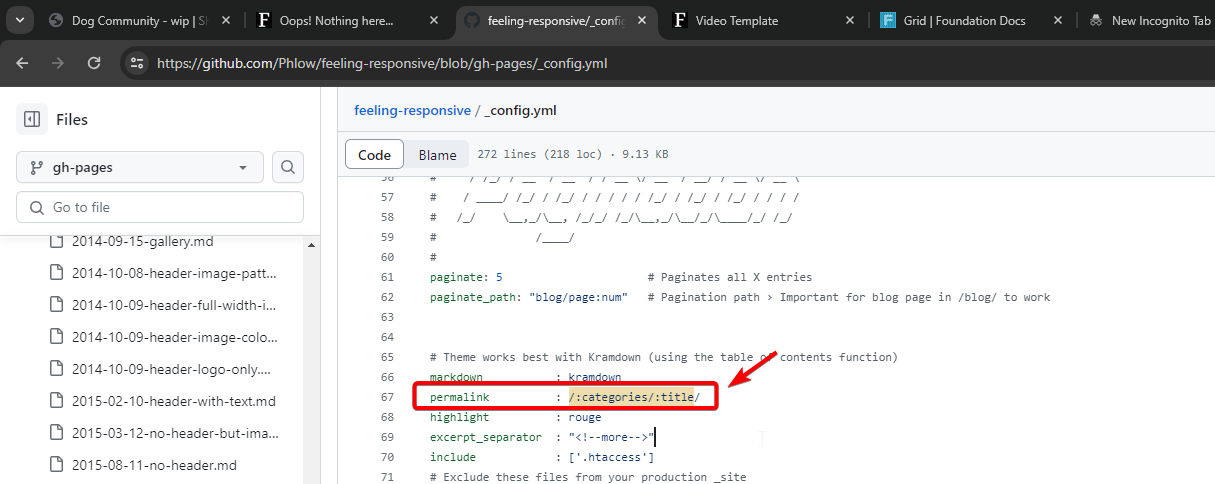 Dog Community - wip | S
Oops! Nothing here...
feeling-responsive/_confi
Video Template
Grid | Foundation Docs
New Incognito Tab
https://github.com/Phlow/feeling-responsive/blob/gh-pages/_config.yml
Files
gh-pages
Go to file
2014-09-15-gallery.md
2014-10-08-header-image-patt...
2014-10-09-header-full-width-i...
2014-10-09-header-image-colo...
2014-10-09-header-logo-only.m...
2015-02-10-header-with-text.md
2015-03-12-no-header-but-ima...
2015-08-11-no-header.md
feeling-responsive / _config.yml
Code Blame 272 lines (218 loc) · 9.13 KB
56 # / /_/ / __ `/ __ `/ / __ \/ __ `/ __/ / __ \/ __ \
57 # / ____/ /_/ / /_/ / / / / / /_/ / /_/ / /_/ / / / /
58 # /_/ \__,_/\__, /_/_/ /_/\__,_/\__/_/\____/_/ /_/
59 # /____/
60 #
61 paginate: 5 # Paginates all X entries
62 paginate_path: "blog/page:num" # Pagination path › Important for blog page in /blog/ to work
63
64
65 # Theme works best with Kramdown (using the table of contents function)
66 markdown : kramdown
67 permalink : /:categories/:title/
68 highlight : rouge
69 excerpt_separator : "<!--more-->"
70 include : ['.htaccess']
71 # Exclude these files from your production _site